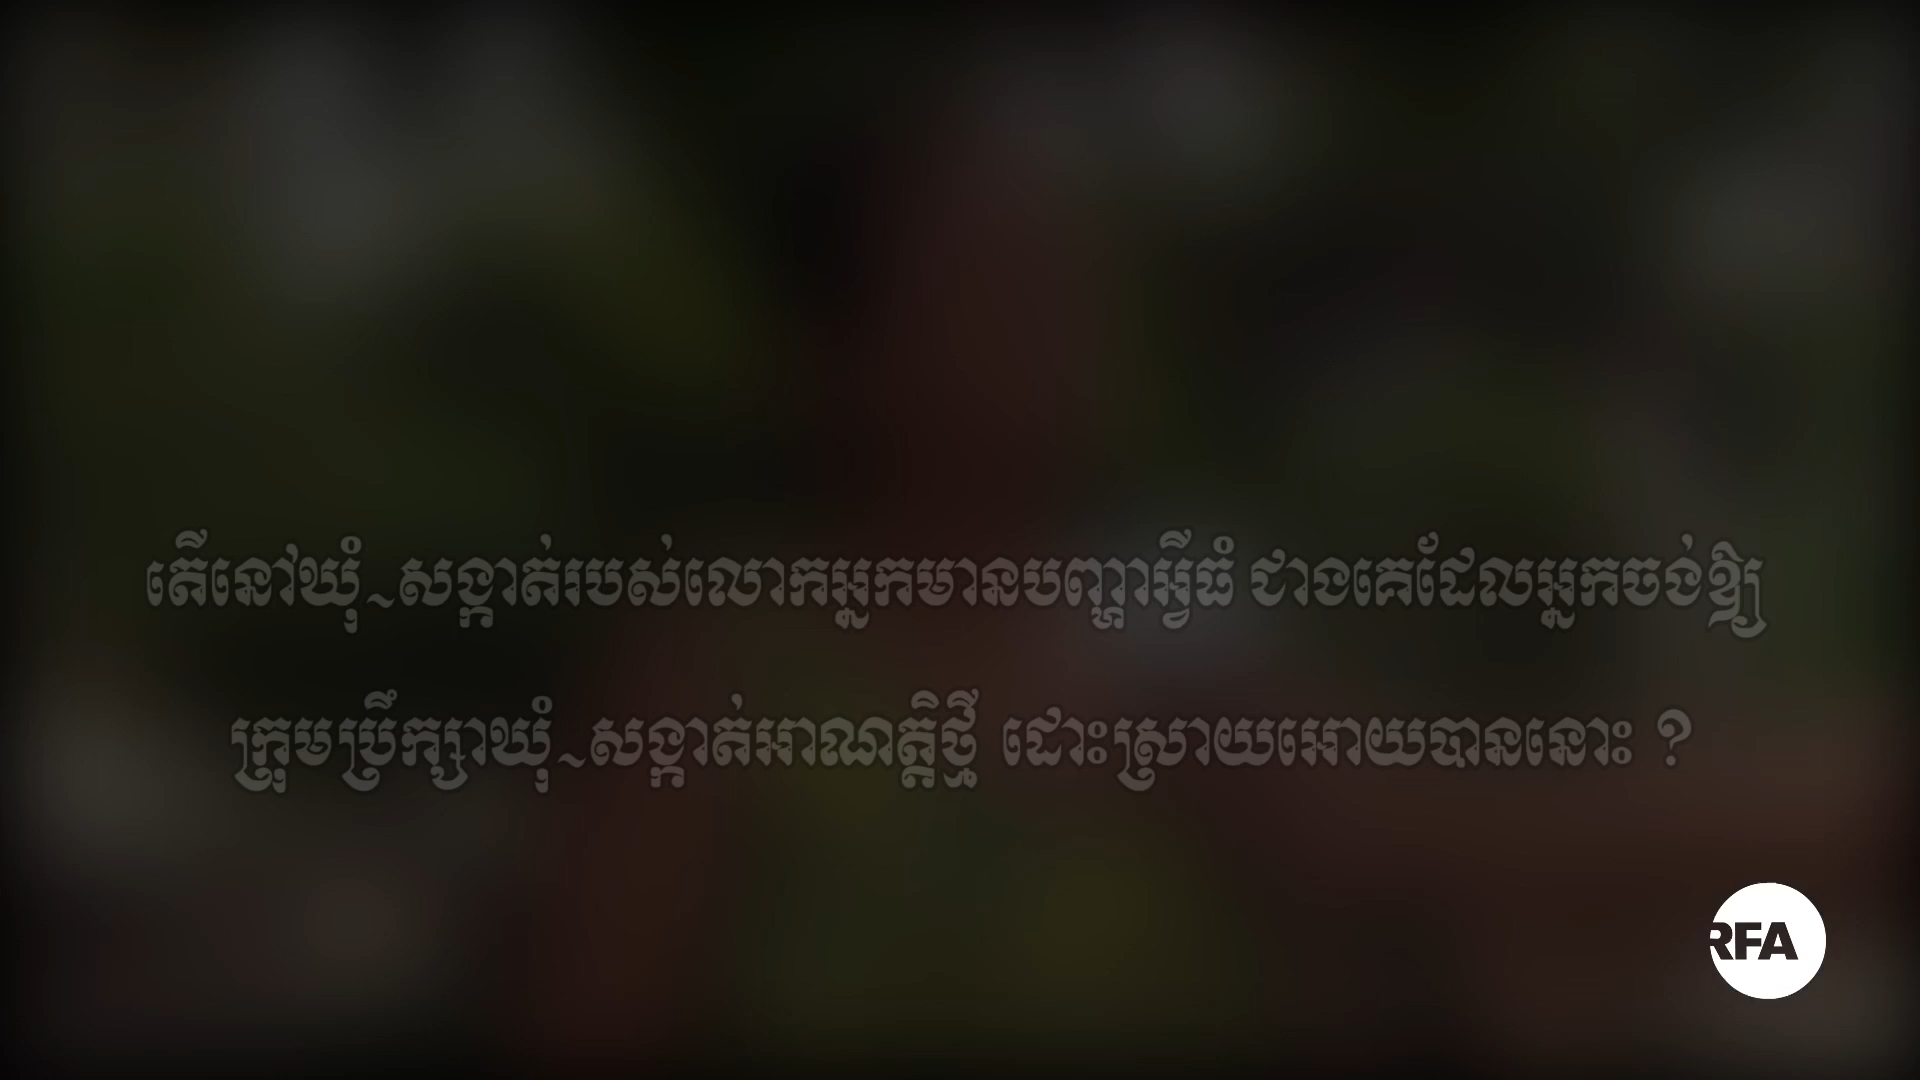 តើនៅឃុំ~សង្កាត់របស់លោកអ្នកមានបញ្ហាអ្វីធំ ជាងគេដែលអ្នកចង់ឱ្យ
ក្រុមប្រឹក្សាឃុំ~សង្កាត់អាណត្តិថ្មី ដោះស្រាយអោយបាននោះ ?
RFA